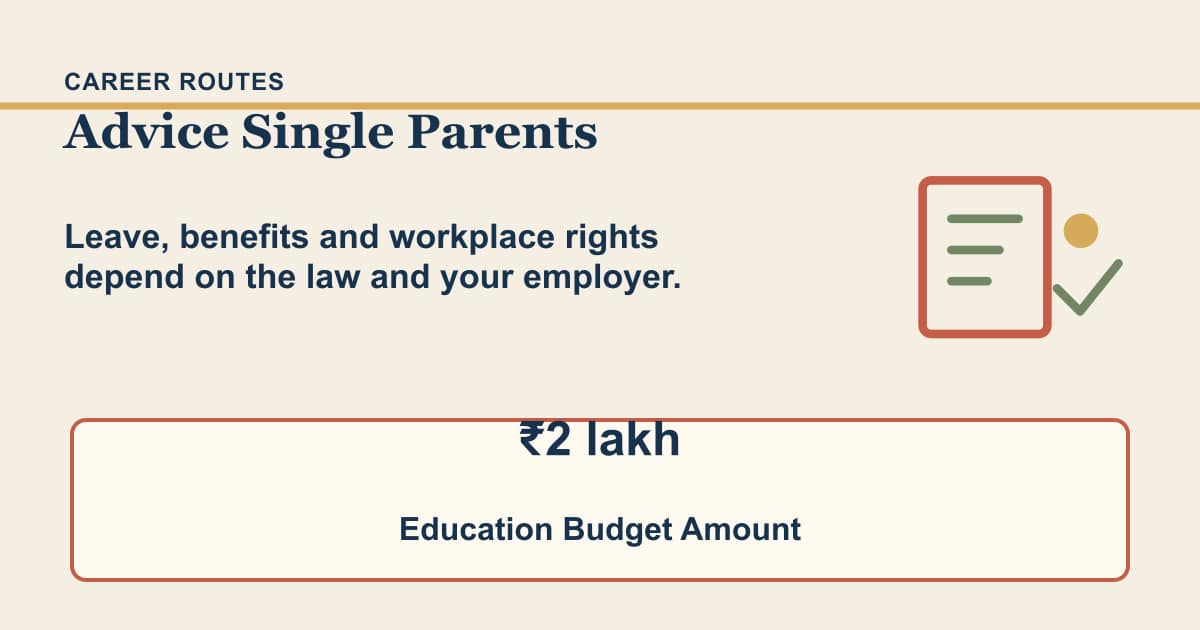 CAREER ROUTES
Advice Single Parents
Leave, benefits and workplace rights
depend on the law and your employer.
₹2 lakh
Education Budget Amount